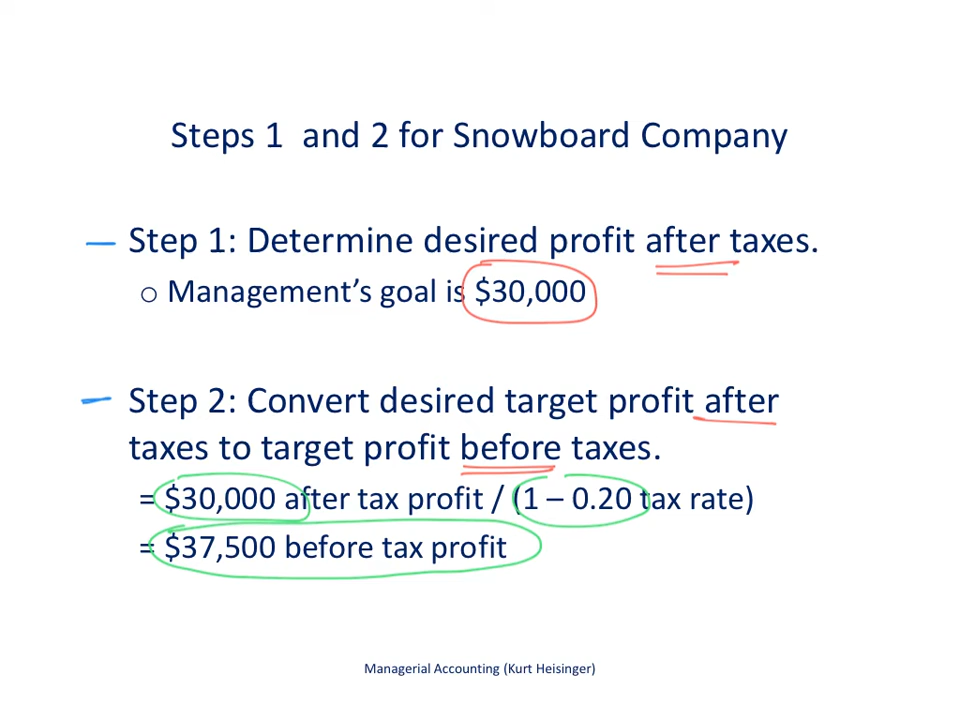 Steps 1 and 2 for Snowboard Company
Step 1: Determine desired profit after taxes.
o Management's goal is $30,000
Step 2: Convert desired target profit after
taxes to target profit before taxes.
= $30,000 after tax profit / (1 – 0.20 tax rate)
= $37,500 before tax profit
Managerial Accounting (Kurt Heisinger)